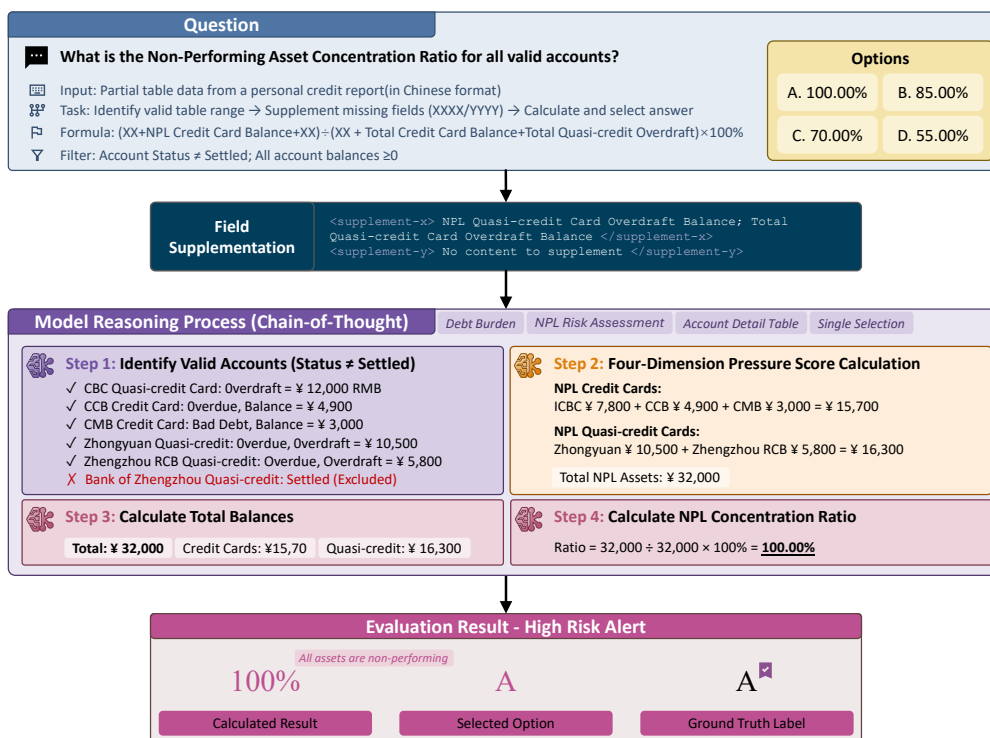 Question
What is the Non-Performing Asset Concentration Ratio for all valid accounts?
Input: Partial table data from a personal credit report(in Chinese format)
Task: Identify valid table range → Supplement missing fields (XXXX/YYYY) → Calculate and select answer
Formula: (XX+NPL Credit Card Balance+XX)÷(XX + Total Credit Card Balance+Total Quasi-credit Overdraft)×100%
Filter: Account Status ≠ Settled; All account balances ≥0
Options
A. 100.00% B. 85.00%
C. 70.00% D. 55.00%
Field
Supplementation
<supplement-x> NPL Quasi-credit Card Overdraft Balance; Total
Quasi-credit Card Overdraft Balance </supplement-x>
<supplement-y> No content to supplement </supplement-y>
Model Reasoning Process (Chain-of-Thought) Debt Burden NPL Risk Assessment Account Detail Table Single Selection
Step 1: Identify Valid Accounts (Status ≠ Settled)
✓ CBC Quasi-credit Card: 0verdraft = ¥ 12,000 RMB
✓ CCB Credit Card: 0verdue, Balance = ¥ 4,900
✓ CMB Credit Card: Bad Debt, Balance = ¥ 3,000
✓ Zhongyuan Quasi-credit: 0verdue, 0verdraft = ¥ 10,500
✓ Zhengzhou RCB Quasi-credit: Overdue, Overdraft = ¥ 5,800
✗ Bank of Zhengzhou Quasi-credit: Settled (Excluded)
Step 2: Four-Dimension Pressure Score Calculation
NPL Credit Cards:
ICBC ¥ 7,800 + CCB ¥ 4,900 + CMB ¥ 3,000 = ¥ 15,700
NPL Quasi-credit Cards:
Zhongyuan ¥ 10,500 + Zhengzhou RCB ¥ 5,800 = ¥ 16,300
Total NPL Assets: ¥ 32,000
Step 3: Calculate Total Balances
Total: ¥ 32,000 Credit Cards: ¥15,70 Quasi-credit: ¥ 16,300
Step 4: Calculate NPL Concentration Ratio
Ratio = 32,000 ÷ 32,000 × 100% = 100.00%
Evaluation Result - High Risk Alert
All assets are non-performing
100% A A
Calculated Result Selected Option Ground Truth Label